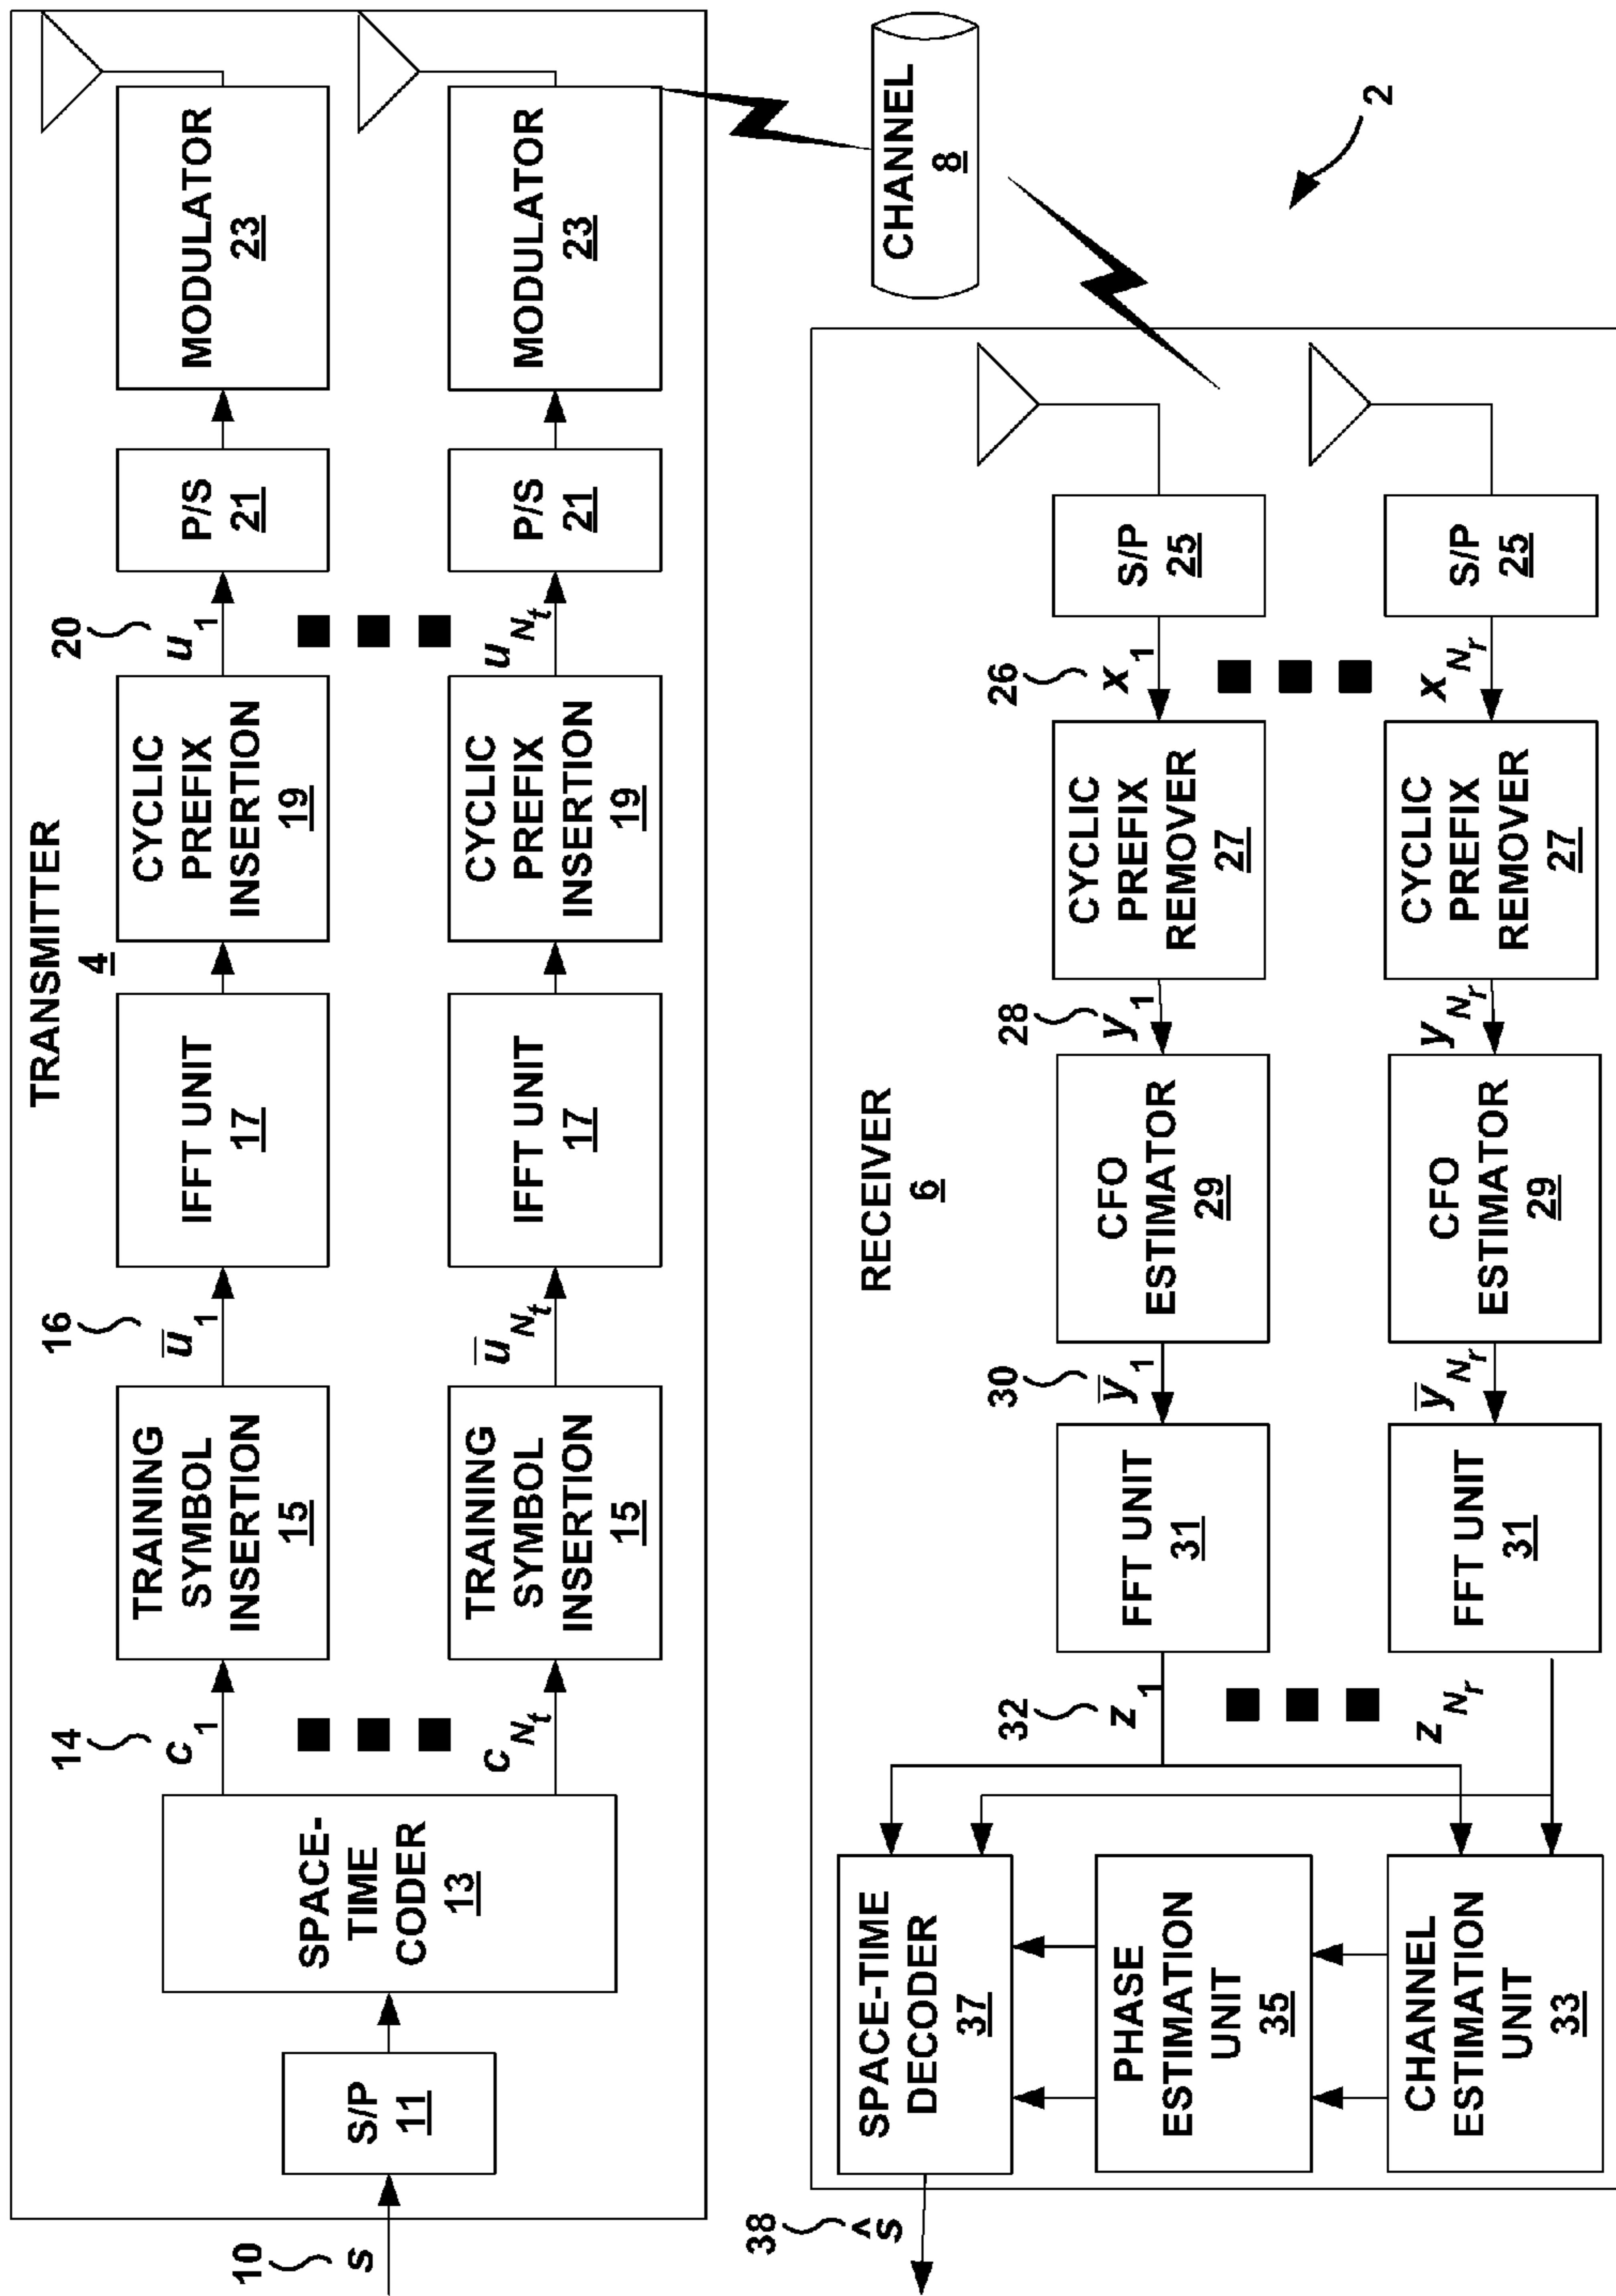 TRANSMITTER
4
10
s
S/P
11
SPACE-
TIME
CODER
13
14
c1
cNt
TRAINING
SYMBOL
INSERTION
15
TRAINING
SYMBOL
INSERTION
15
16
u̅1
u̅Nt
IFFT UNIT
17
IFFT UNIT
17
CYCLIC
PREFIX
INSERTION
19
CYCLIC
PREFIX
INSERTION
19
20
u1
uNt
P/S
21
P/S
21
MODULATOR
23
MODULATOR
23
CHANNEL
8
2
RECEIVER
6
S/P
25
S/P
25
26
x1
xNr
CYCLIC
PREFIX
REMOVER
27
CYCLIC
PREFIX
REMOVER
27
28
y1
yNr
CFO
ESTIMATOR
29
CFO
ESTIMATOR
29
30
y̅1
y̅Nr
FFT UNIT
31
FFT UNIT
31
32
z1
zNr
SPACE-TIME
DECODER
37
PHASE
ESTIMATION
UNIT
35
CHANNEL
ESTIMATION
UNIT
33
38
ŝ